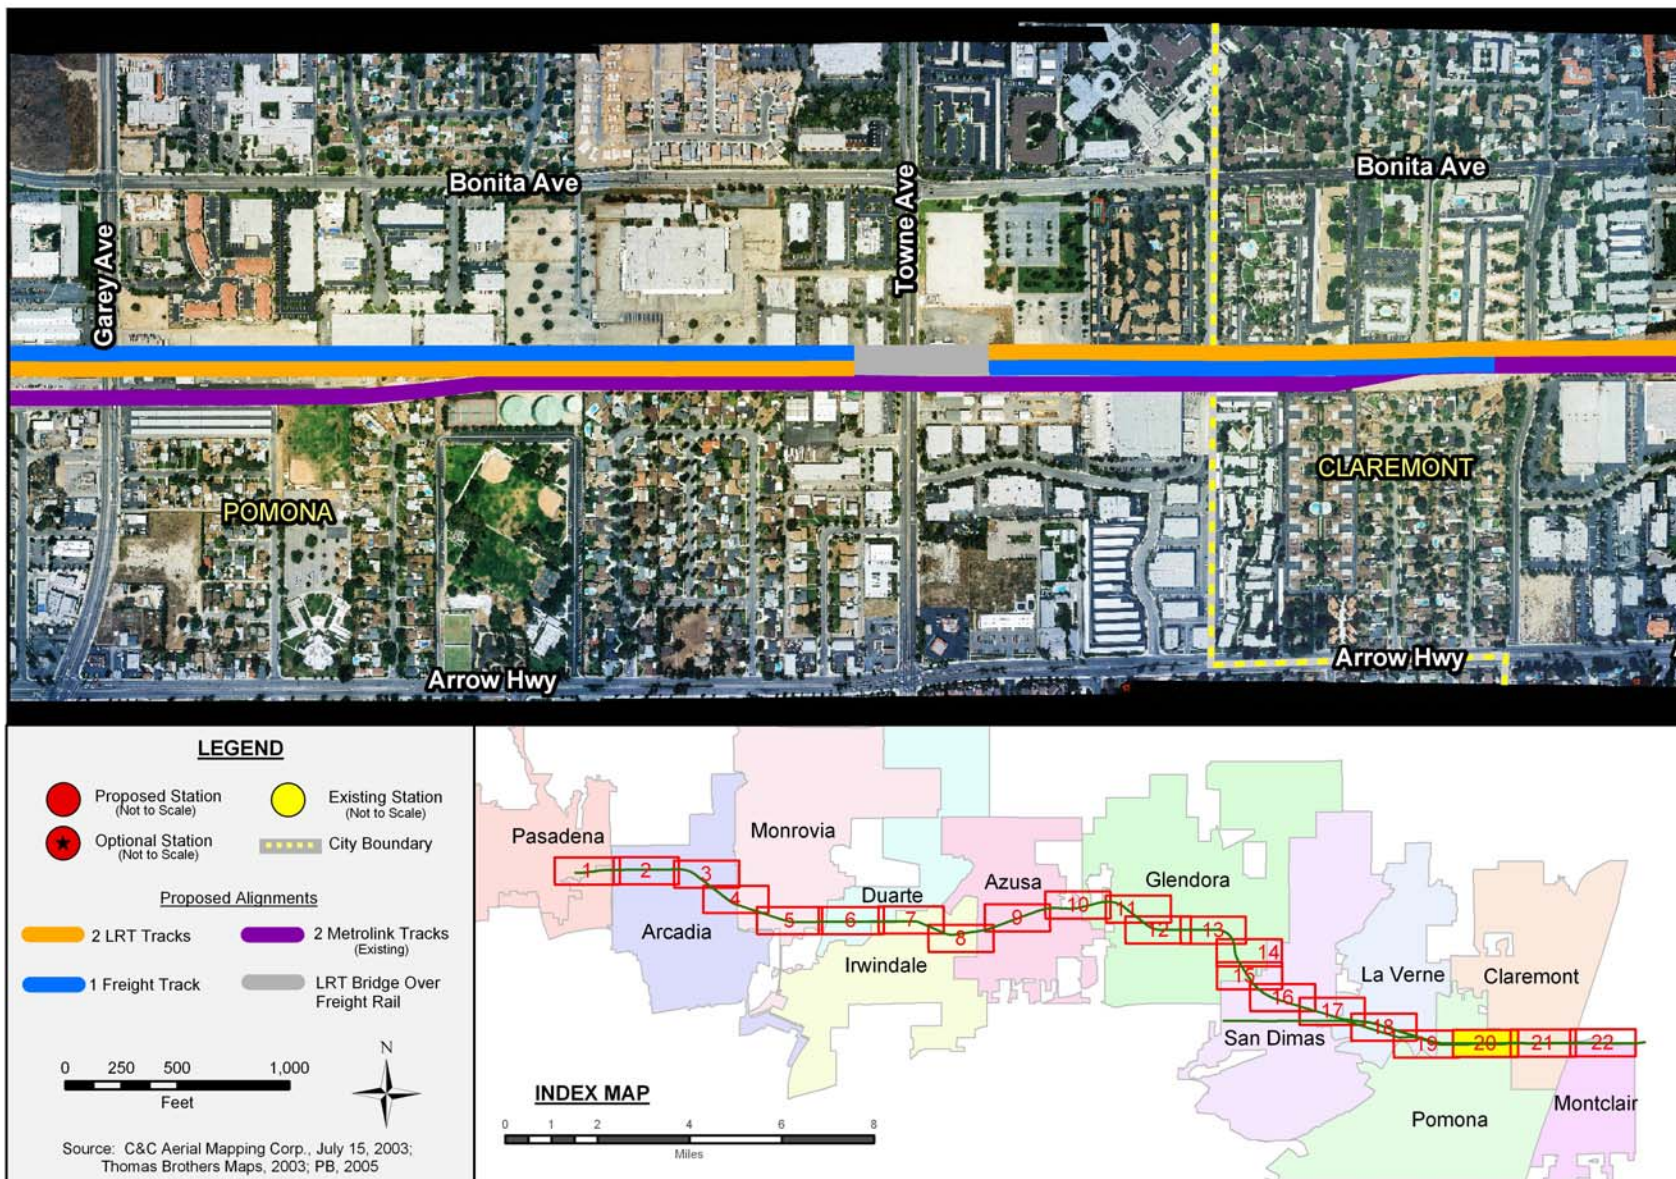 Bonita Ave
Bonita Ave
Garey Ave
Towne Ave
POMONA
CLAREMONT
Arrow Hwy
Arrow Hwy
LEGEND
Proposed Station
(Not to Scale)
Existing Station
(Not to Scale)
Optional Station
(Not to Scale)
City Boundary
Proposed Alignments
2 LRT Tracks
2 Metrolink Tracks
(Existing)
1 Freight Track
LRT Bridge Over
Freight Rail
0 250 500 1,000
Feet
N
Source: C&C Aerial Mapping Corp., July 15, 2003;
Thomas Brothers Maps, 2003; PB, 2005
Pasadena
Monrovia
Arcadia
Duarte
Irwindale
Azusa
Glendora
La Verne
Claremont
San Dimas
Pomona
Montclair
1
2
3
4
5
6
7
8
9
10
11
12
13
14
15
16
17
18
19
20
21
22
INDEX MAP
0 1 2 4 6 8
Miles